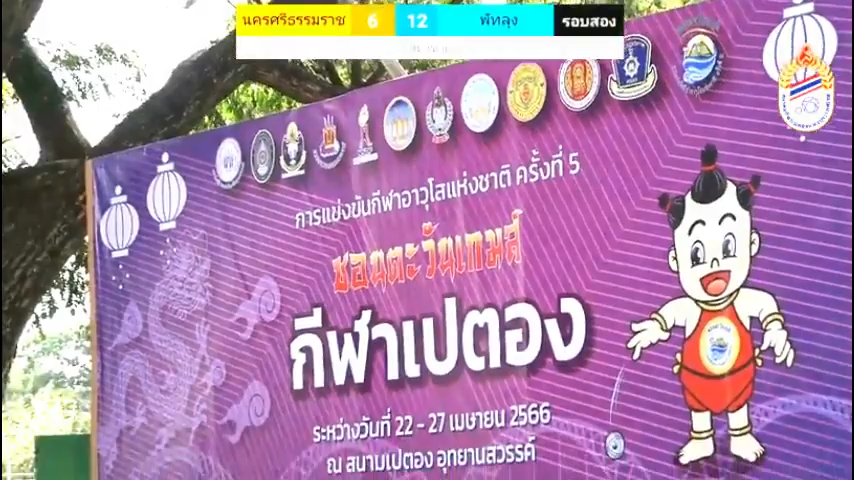 นครศรีธรรมราช 6 12 พัทลุง รอบสอง
การแข่งขันกีฬาอาวุโสแห่งชาติ ครั้งที่ 5
ชอนตะวันเกมส์
กีฬาเปตอง
ระหว่างวันที่ 22 - 27 เมษายน 2566
ณ สนามเปตอง อุทยานสวรรค์